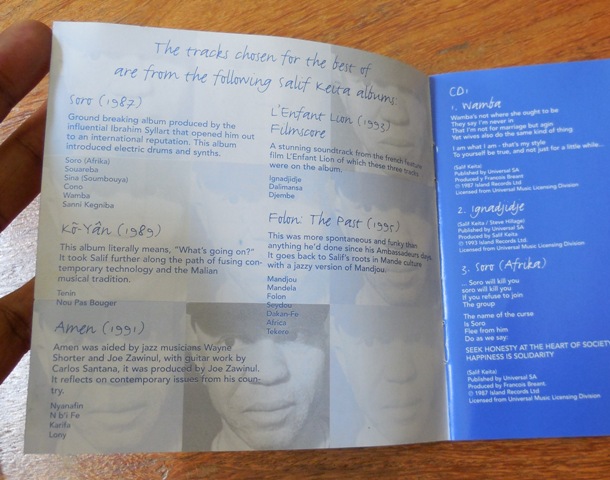 The tracks chosen for the best of
are from the following Salif Keita albums:
Soro (1987)
Ground breaking album produced by the
influential Ibrahim Syllart that opened him out
to an international reputation. This album
introduced electric drums and synths.
Soro (Afrika)
Souareba
Sina (Soumbouya)
Cono
Wamba
Sanni Kegniba
Kō-Yân (1989)
This album literally means, "What's going on?"
It took Salif further along the path of fusing con-
temporary technology and the Malian
musical tradition.
Tenin
Nou Pas Bouger
Amen (1991)
Amen was aided by jazz musicians Wayne
Shorter and Joe Zawinul, with guitar work by
Carlos Santana, it was produced by Joe Zawinul.
It reflects on contemporary issues from his coun-
try.
Nyanafin
N b'i Fe
Karifa
Lony
L'Enfant Lion (1993)
Filmscore
A stunning soundtrack from the french feature
film L'Enfant Lion of which these three tracks
were on the album.
Ignadjidje
Dalimansa
Djembe
Folon: The Past (1995)
This was more spontaneous and funky than
anything he'd done since his Ambassadeurs days.
It goes back to Salif's roots in Mande culture
with a jazzy version of Mandjou.
Mandjou
Mandela
Folon
Seydou
Dakan-Fe
Africa
Tekere
CD1
1. Wamba
Wamba's not where she ought to be
They say I'm never in
That I'm not for marriage but agin
Yet wives also do the same kind of thing
I am what I am - that's my style
To yourself be true, and not just for a little while...
(Salif Keita)
Published by Universal SA
Produced y Francois Breant
℗ 1987 Island Records Ltd
Licensed from Universal Music Licensing Division
2. Ignadjidje
(Salif Keita / Steve Hillage)
Published by Universal SA
Produced by Salif Keita
℗ 1993 Island Records Ltd.
Licensed from Universal Music Licensing Division
3. Soro (Afrika)
... Soro will kill you
soro will kill you
If you refuse to join
The group
The name of the curse
Is Soro
Flee from him
Do as we say:
SEEK HONESTY AT THE HEART OF SOCIETY
HAPPINESS IS SOLIDARITY
(Salif Keita)
Published by Universal SA
Produced by Francois Breant.
℗ 1987 Island Records Ltd
Licensed from Universal Music Licensing Division